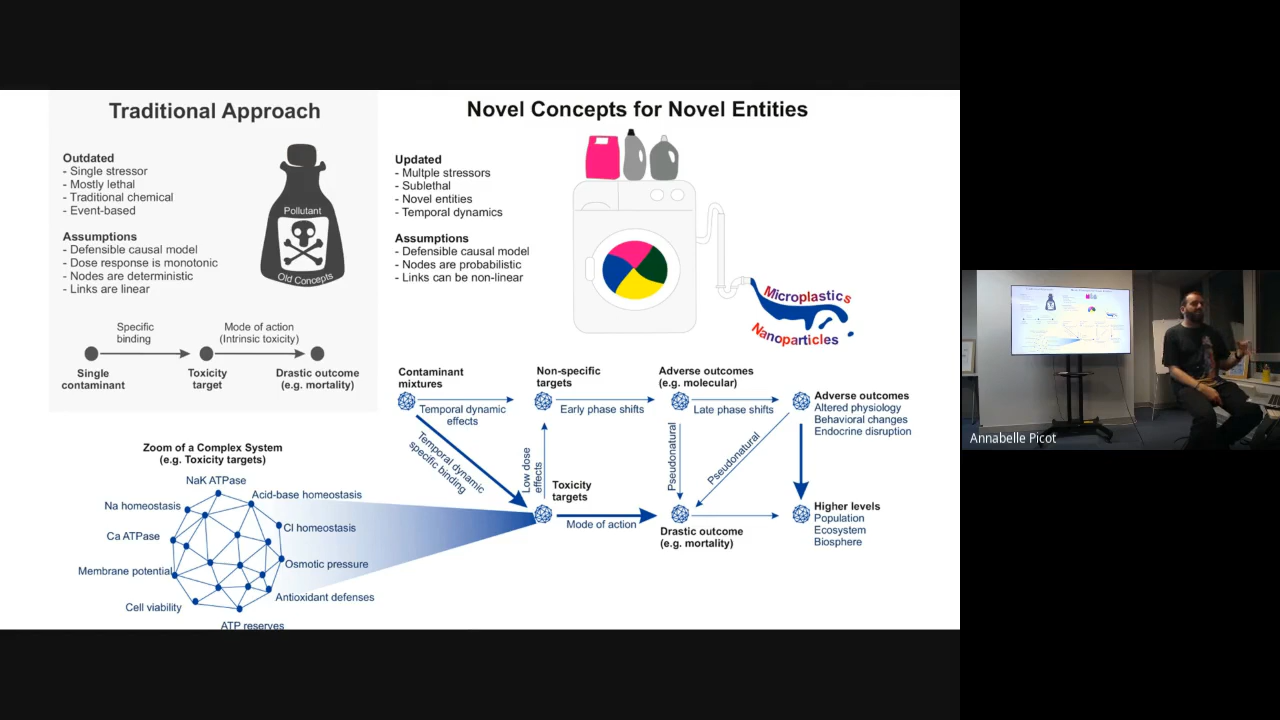 Traditional Approach
Outdated
- Single stressor
- Mostly lethal
- Traditional chemical
- Event-based
Assumptions
- Defensible causal model
- Dose response is monotonic
- Nodes are deterministic
- Links are linear
Pollutant
Old Concepts
Specific
binding
Mode of action
(Intrinsic toxicity)
Single
contaminant
Toxicity
target
Drastic outcome
(e.g. mortality)
Novel Concepts for Novel Entities
Updated
- Multple stressors
- Sublethal
- Novel entities
- Temporal dynamics
Assumptions
- Defensible causal model
- Nodes are probabilistic
- Links can be non-linear
Microplastics
Nanoparticles
Contaminant
mixtures
Non-specific
targets
Adverse outcomes
(e.g. molecular)
Adverse outcomes
Altered physiology
Behavioral changes
Endocrine disruption
Temporal dynamic
effects
Early phase shifts
Late phase shifts
Temporal dynamic
specific binding
Low dose
effects
Pseudonatural
Pseudonatural
Toxicity
targets
Mode of action
Drastic outcome
(e.g. mortality)
Higher levels
Population
Ecosystem
Biosphere
Zoom of a Complex System
(e.g. Toxicity targets)
NaK ATPase
Acid-base homeostasis
Na homeostasis
Cl homeostasis
Ca ATPase
Osmotic pressure
Membrane potential
Antioxidant defenses
Cell viability
ATP reserves
Annabelle Picot